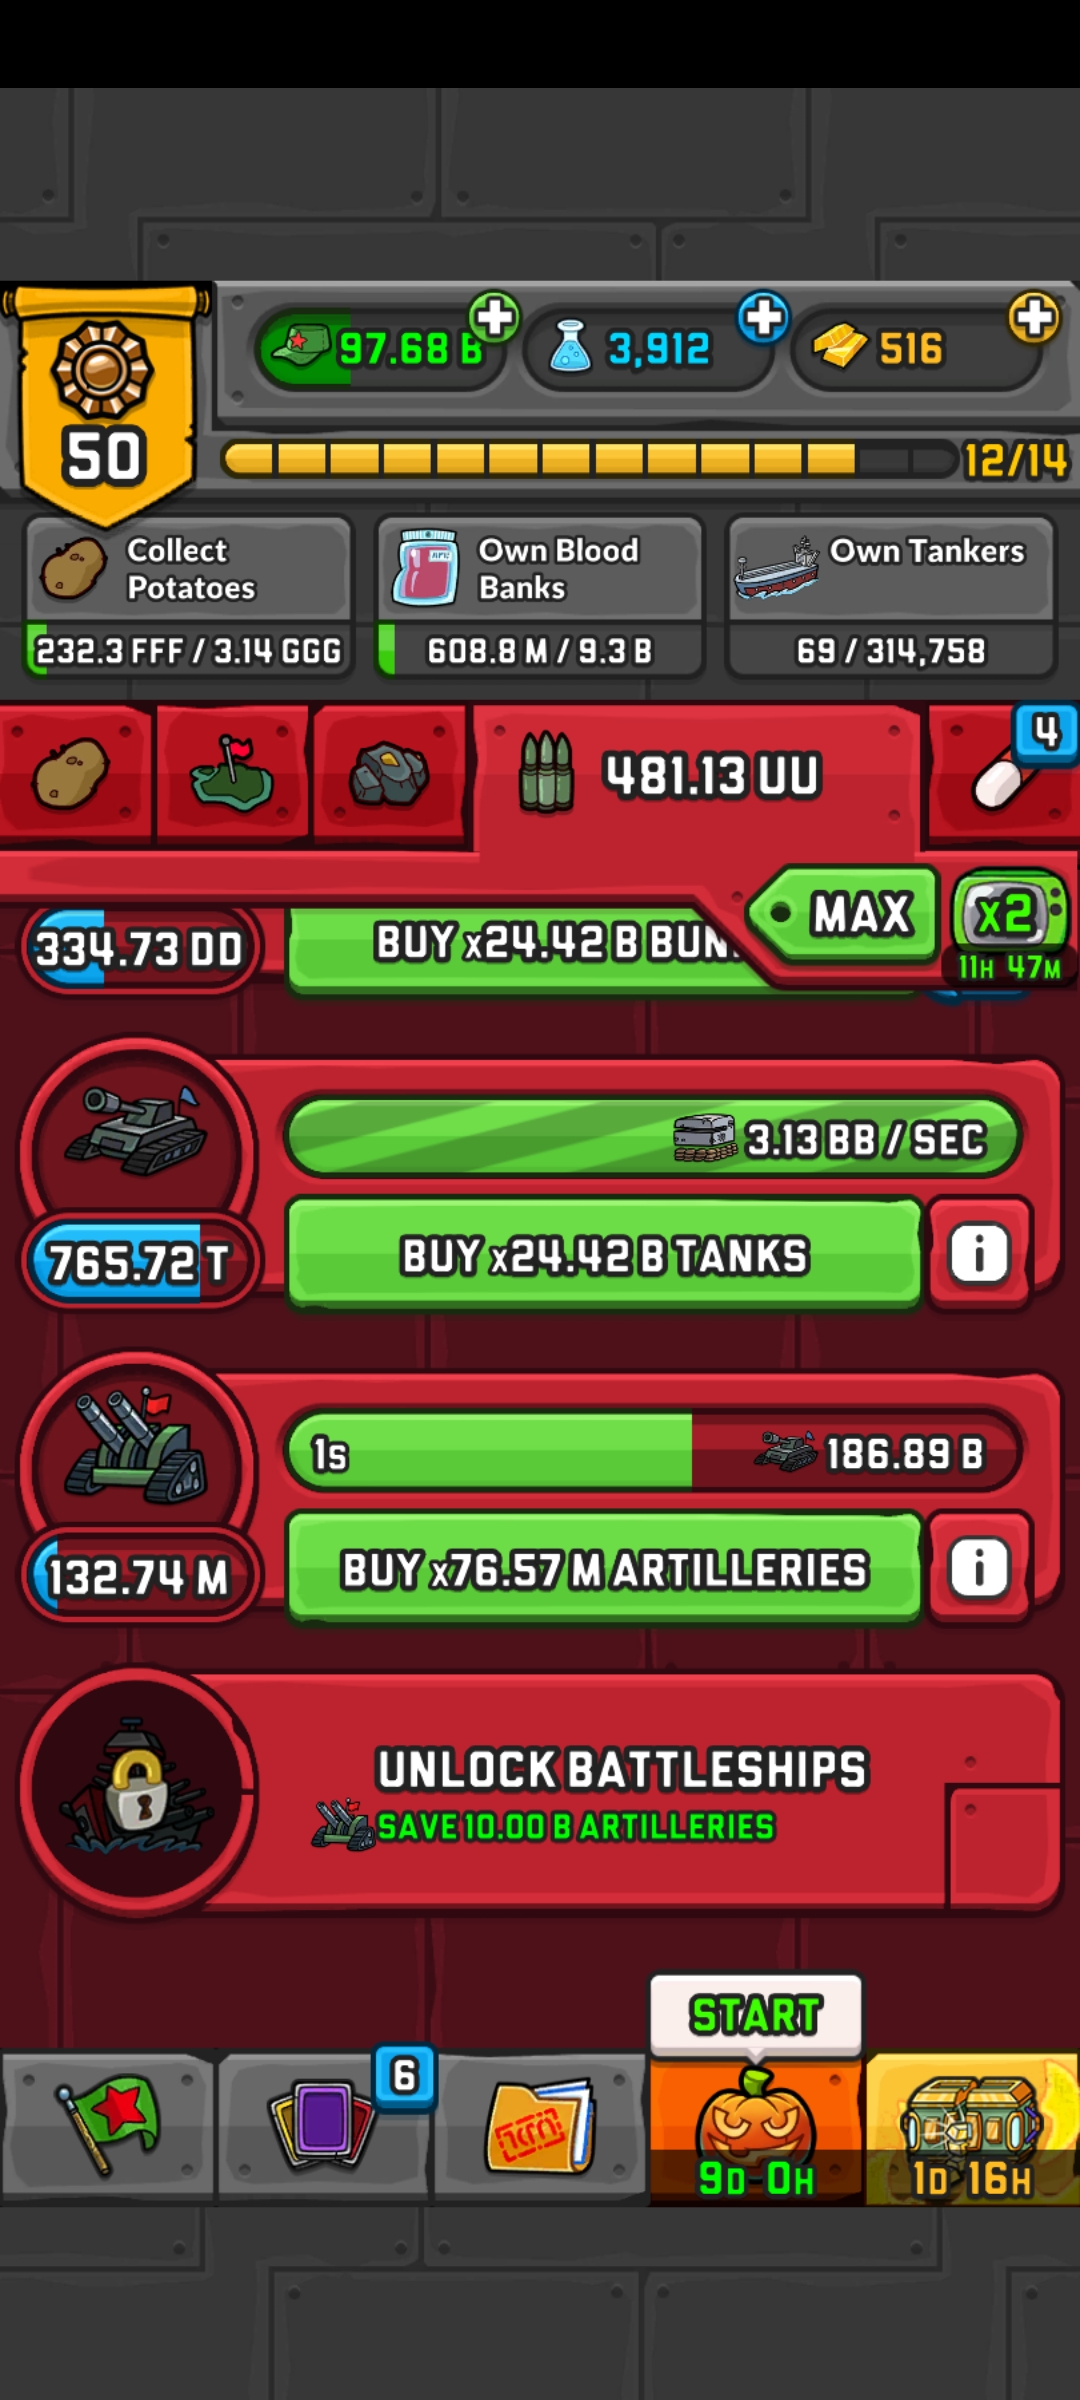 97.68 B
3,912
516
50
12/14
Collect
Potatoes
232.3 FFF / 3.14 GGG
Own Blood
Banks
608.8 M / 9.3 B
Own Tankers
69 / 314,758
481.13 UU
4
MAX
x2
11H 47M
334.73 DD
BUY x24.42 B BUN
3.13 BB / SEC
765.72 T
BUY x24.42 B TANKS
i
1s
186.89 B
132.74 M
BUY x76.57 M ARTILLERIES
i
UNLOCK BATTLESHIPS
SAVE 10.00 B ARTILLERIES
START
6
9D 0H
1D 16H